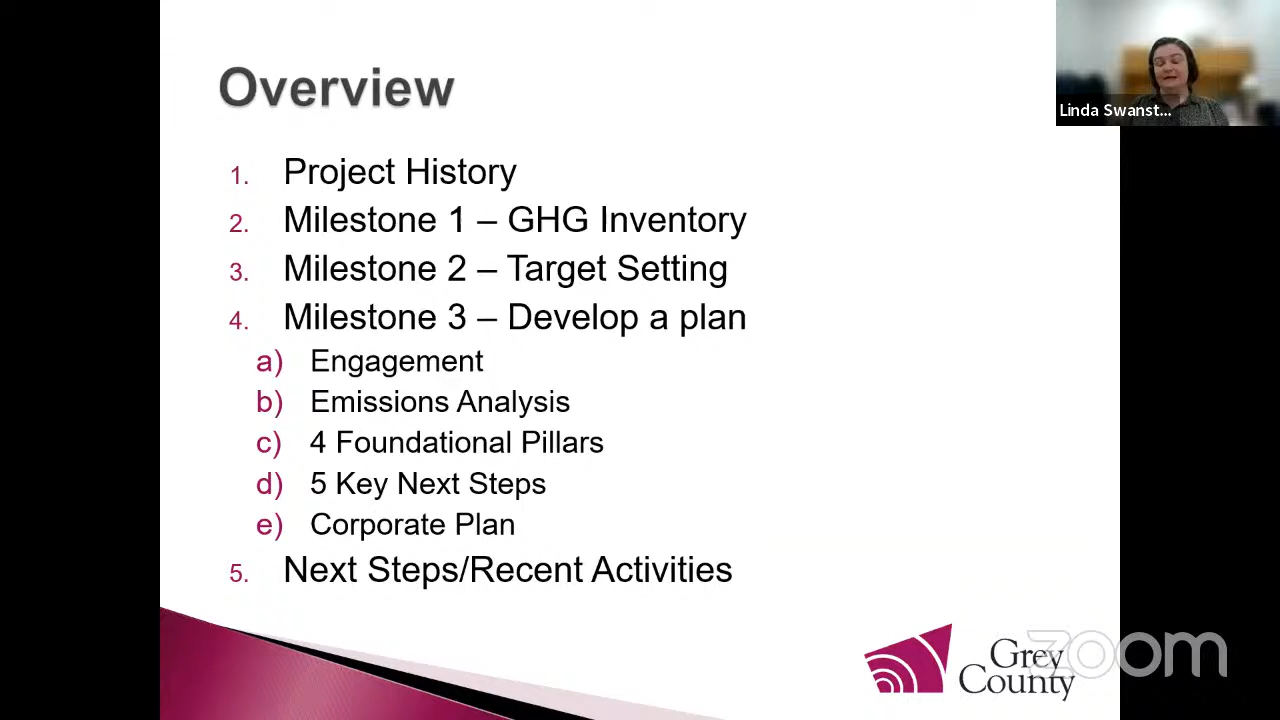 Overview
Linda Swanst...
1. Project History
2. Milestone 1 – GHG Inventory
3. Milestone 2 – Target Setting
4. Milestone 3 – Develop a plan
a) Engagement
b) Emissions Analysis
c) 4 Foundational Pillars
d) 5 Key Next Steps
e) Corporate Plan
5. Next Steps/Recent Activities
Grey
County
zoom